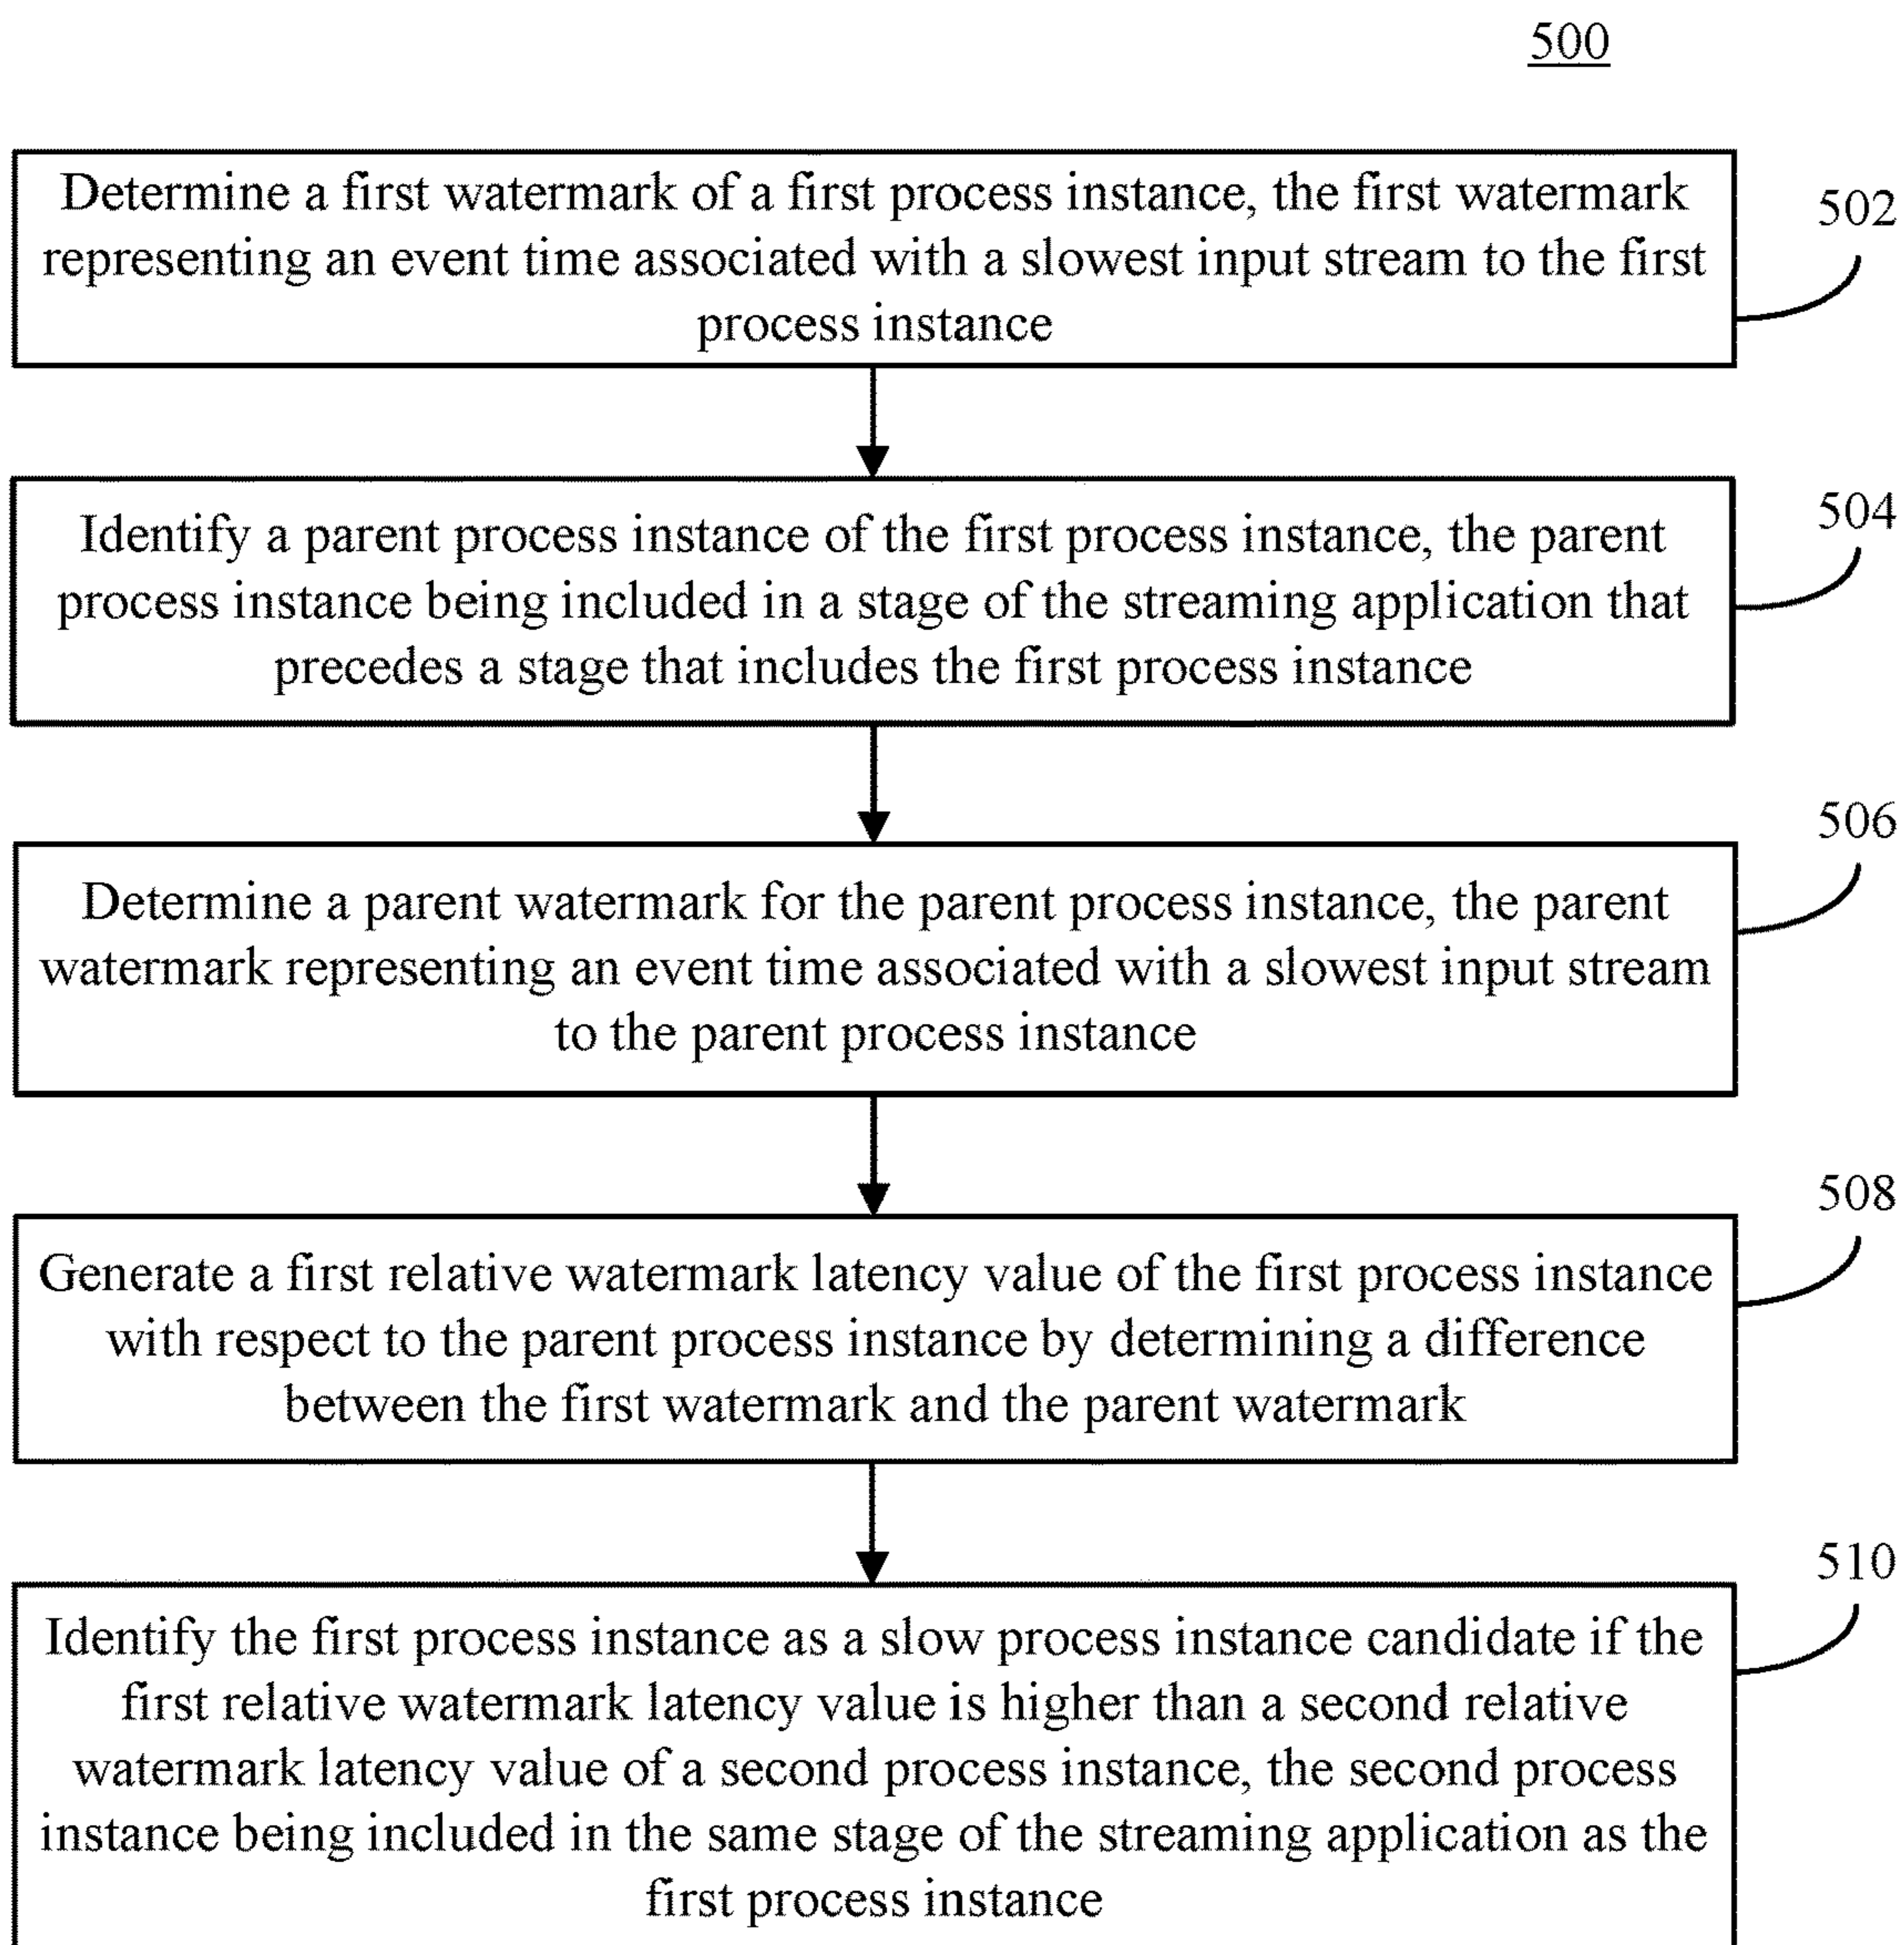 500
Determine a first watermark of a first process instance, the first watermark
representing an event time associated with a slowest input stream to the first
process instance
502
Identify a parent process instance of the first process instance, the parent
process instance being included in a stage of the streaming application that
precedes a stage that includes the first process instance
504
Determine a parent watermark for the parent process instance, the parent
watermark representing an event time associated with a slowest input stream
to the parent process instance
506
Generate a first relative watermark latency value of the first process instance
with respect to the parent process instance by determining a difference
between the first watermark and the parent watermark
508
Identify the first process instance as a slow process instance candidate if the
first relative watermark latency value is higher than a second relative
watermark latency value of a second process instance, the second process
instance being included in the same stage of the streaming application as the
first process instance
510